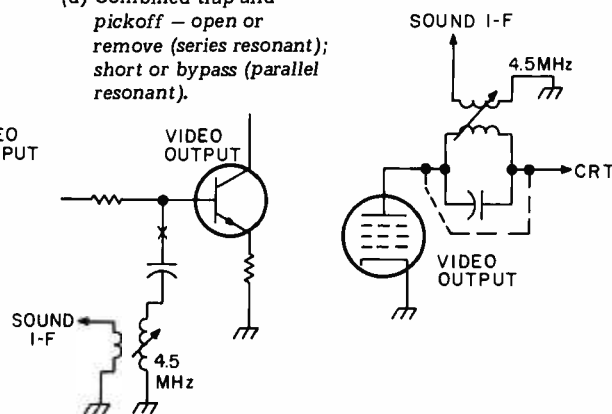 (d) Combined trap and
pickoff — open or
remove (series resonant);
short or bypass (parallel
resonant).
SOUND I-F
4.5MHz
VIDEO
OUTPUT
CRT
VIDEO
OUTPUT
SOUND
I-F
4.5
MHz